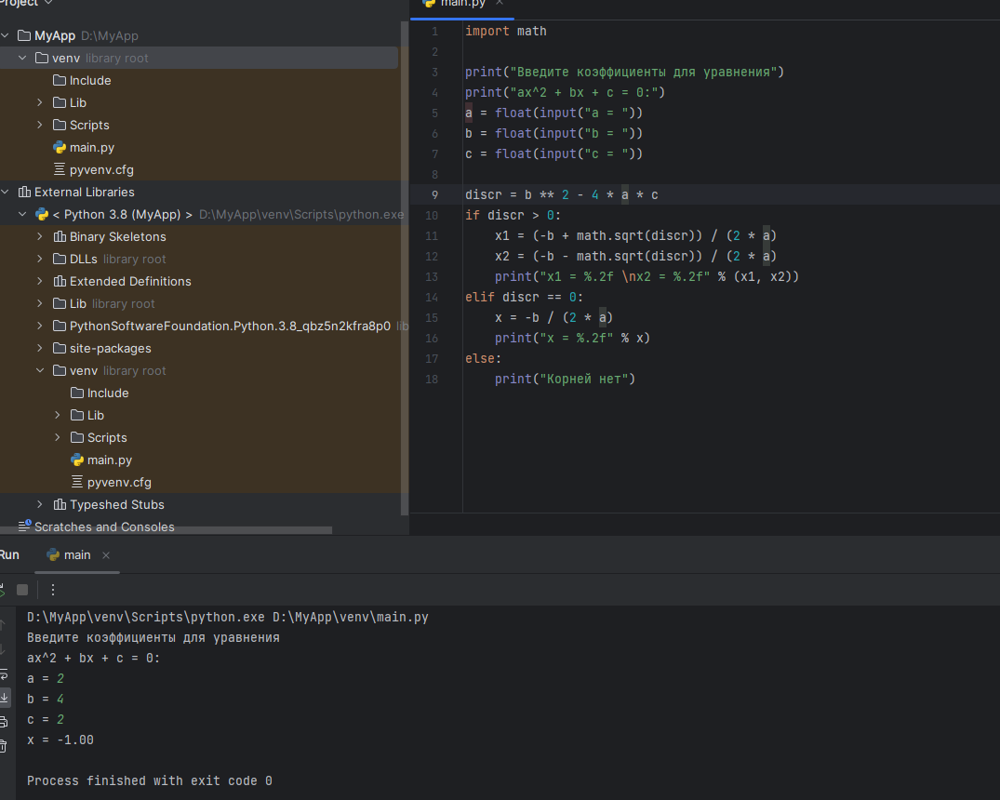 Project
MyApp D:\MyApp
venv library root
Include
Lib
Scripts
main.py
pyvenv.cfg
External Libraries
< Python 3.8 (MyApp) > D:\MyApp\venv\Scripts\python.exe
Binary Skeletons
DLLs library root
Extended Definitions
Lib library root
PythonSoftwareFoundation.Python.3.8_qbz5n2kfra8p0 lib
site-packages
venv library root
Include
Lib
Scripts
main.py
pyvenv.cfg
Typeshed Stubs
Scratches and Consoles
main.py
1 import math
2
3 print("Введите коэффициенты для уравнения")
4 print("ax^2 + bx + c = 0:")
5 a = float(input("a = "))
6 b = float(input("b = "))
7 c = float(input("c = "))
8
9 discr = b ** 2 - 4 * a * c
10 if discr > 0:
11     x1 = (-b + math.sqrt(discr)) / (2 * a)
12     x2 = (-b - math.sqrt(discr)) / (2 * a)
13     print("x1 = %.2f \nx2 = %.2f" % (x1, x2))
14 elif discr == 0:
15     x = -b / (2 * a)
16     print("x = %.2f" % x)
17 else:
18     print("Корней нет")
Run main
D:\MyApp\venv\Scripts\python.exe D:\MyApp\venv\main.py
Введите коэффициенты для уравнения
ax^2 + bx + c = 0:
a = 2
b = 4
c = 2
x = -1.00
Process finished with exit code 0